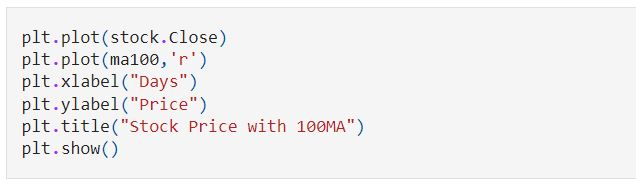 plt.plot(stock.Close)
plt.plot(ma100,'r')
plt.xlabel("Days")
plt.ylabel("Price")
plt.title("Stock Price with 100MA")
plt.show()